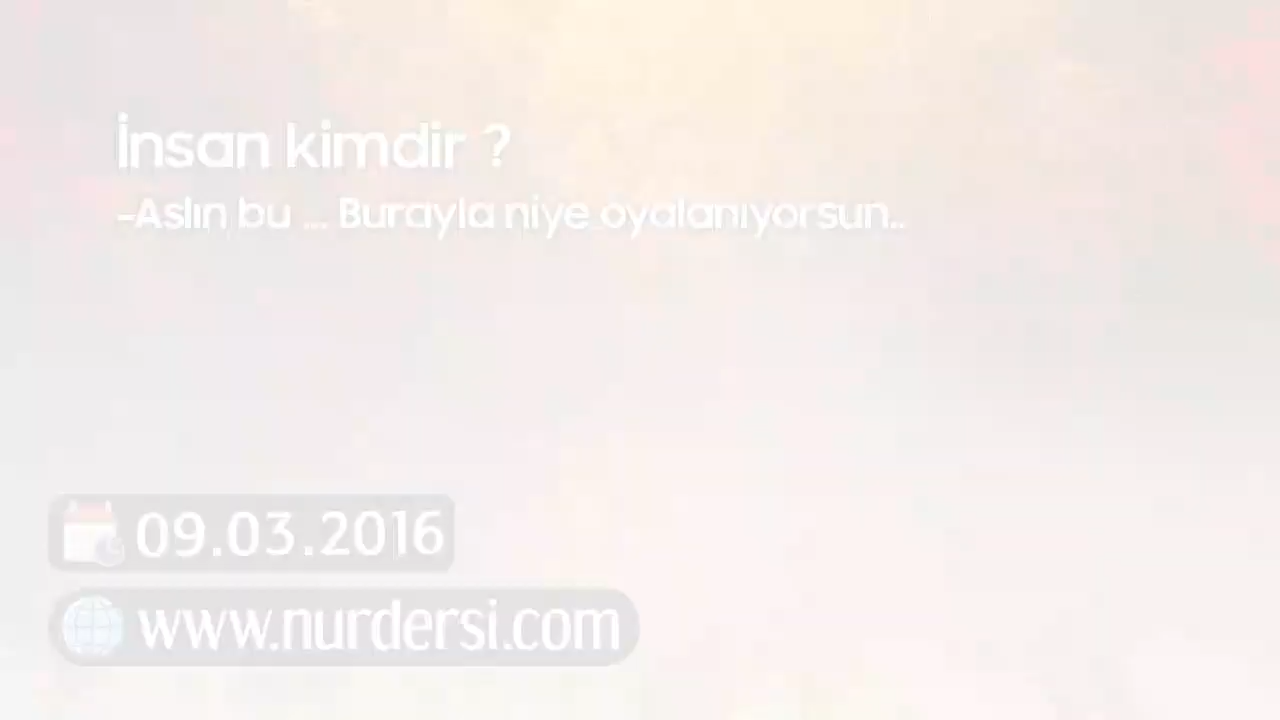 İnsan kimdir ?
-Aslın bu ... Burayla niye oyalanıyorsun..
09.03.2016
www.nurdersi.com